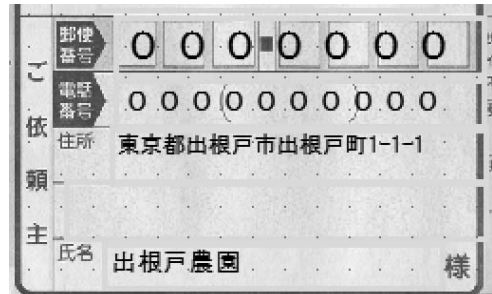 郵便番号 000-0000
電話番号 0000(0000)000
住所 東京都出根戸市出根戸町1-1-1
氏名 出根戸農園 様
ご依頼主